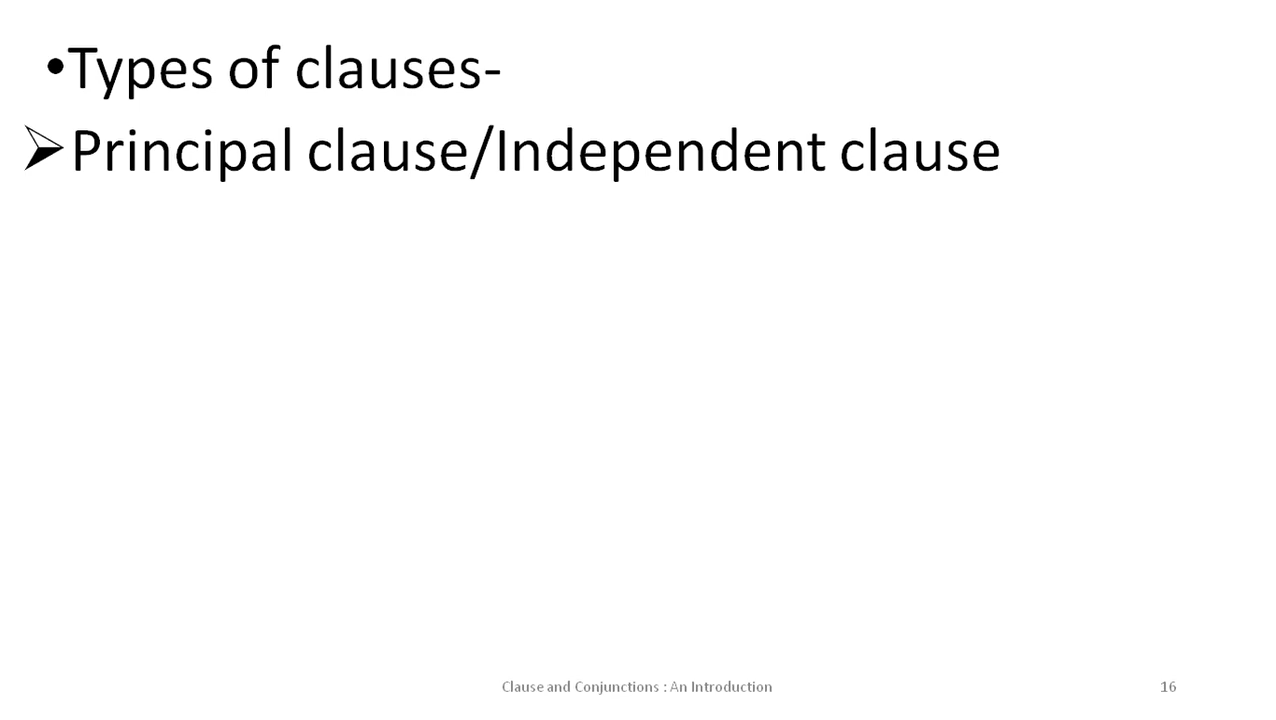 •Types of clauses-
➢Principal clause/Independent clause
Clause and Conjunctions : An Introduction
16